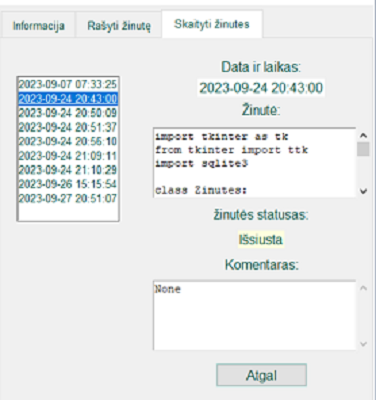 Informacija
Rašyti žinutę
Skaityti žinutes
2023-09-07 07:33:25
2023-09-24 20:43:00
2023-09-24 20:50:09
2023-09-24 20:51:37
2023-09-24 20:56:10
2023-09-24 21:09:11
2023-09-24 21:10:29
2023-09-26 15:15:54
2023-09-27 20:51:07
Data ir laikas:
2023-09-24 20:43:00
Žinutė:
import tkinter as tk
from tkinter import ttk
import sqlite3
class Zinutes:
žinutės statusas:
Išsiusta
Komentaras:
None
Atgal